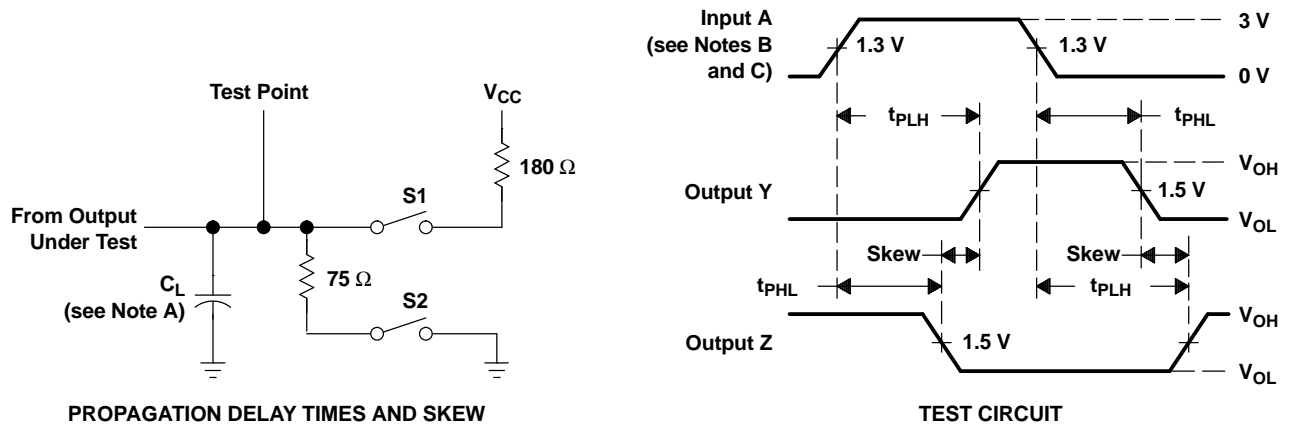 Test Point
VCC
180 Ω
S1
From Output
Under Test
CL
(see Note A)
75 Ω
S2
PROPAGATION DELAY TIMES AND SKEW
Input A
(see Notes B
and C)
1.3 V
1.3 V
3 V
0 V
tPLH
tPHL
Output Y
1.5 V
VOH
VOL
Skew
Skew
tPHL
tPLH
Output Z
1.5 V
VOH
VOL
TEST CIRCUIT